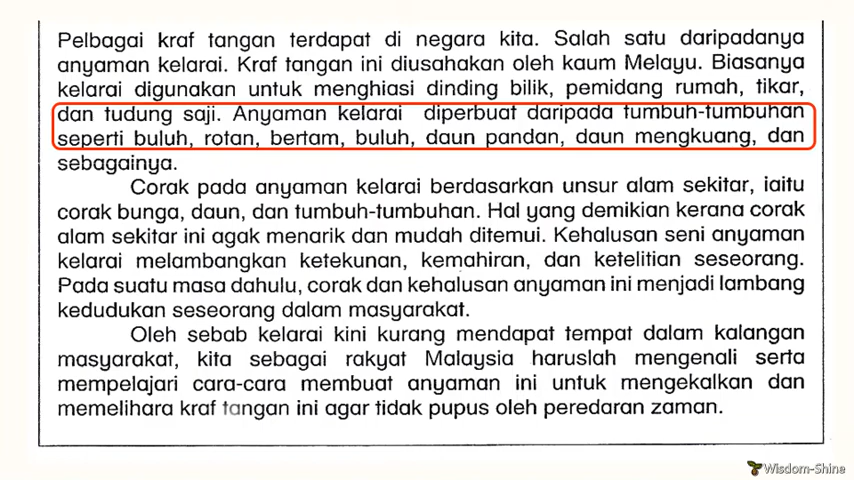 Pelbagai kraf tangan terdapat di negara kita. Salah satu daripadanya
anyaman kelarai. Kraf tangan ini diusahakan oleh kaum Melayu. Biasanya
kelarai digunakan untuk menghiasi dinding bilik, pemidang rumah, tikar,
dan tudung saji. Anyaman kelarai diperbuat daripada tumbuh-tumbuhan
seperti buluh, rotan, bertam, buluh, daun pandan, daun mengkuang, dan
sebagainya.
Corak pada anyaman kelarai berdasarkan unsur alam sekitar, iaitu
corak bunga, daun, dan tumbuh-tumbuhan. Hal yang demikian kerana corak
alam sekitar ini agak menarik dan mudah ditemui. Kehalusan seni anyaman
kelarai melambangkan ketekunan, kemahiran, dan ketelitian seseorang.
Pada suatu masa dahulu, corak dan kehalusan anyaman ini menjadi lambang
kedudukan seseorang dalam masyarakat.
Oleh sebab kelarai kini kurang mendapat tempat dalam kalangan
masyarakat, kita sebagai rakyat Malaysia haruslah mengenali serta
mempelajari cara-cara membuat anyaman ini untuk mengekalkan dan
memelihara kraf tangan ini agar tidak pupus oleh peredaran zaman.
Wisdom-Shine